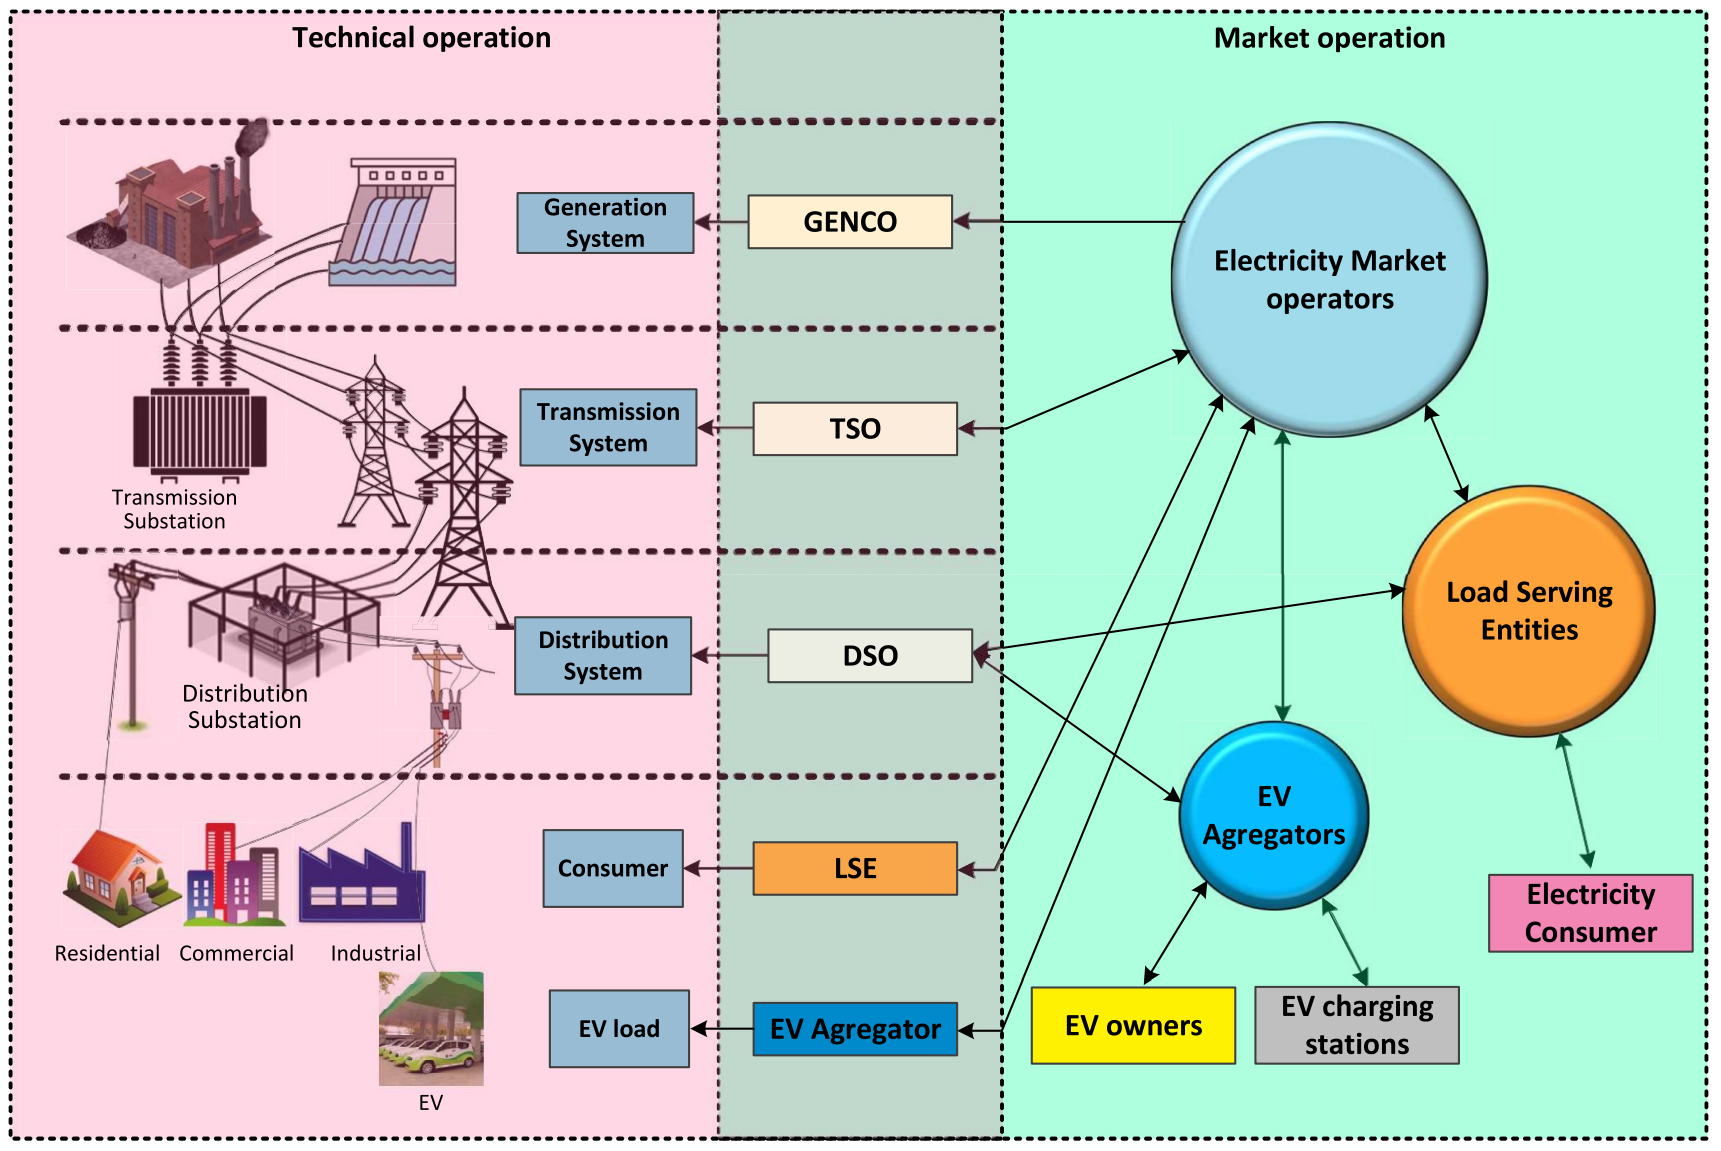 Technical operation
Market operation
Generation
System
GENCO
Electricity Market
operators
Transmission
System
TSO
Transmission
Substation
Distribution
System
DSO
Load Serving
Entities
Distribution
Substation
EV
Agregators
Consumer
LSE
Electricity
Consumer
Residential
Commercial
Industrial
EV load
EV Agregator
EV owners
EV charging
stations
EV